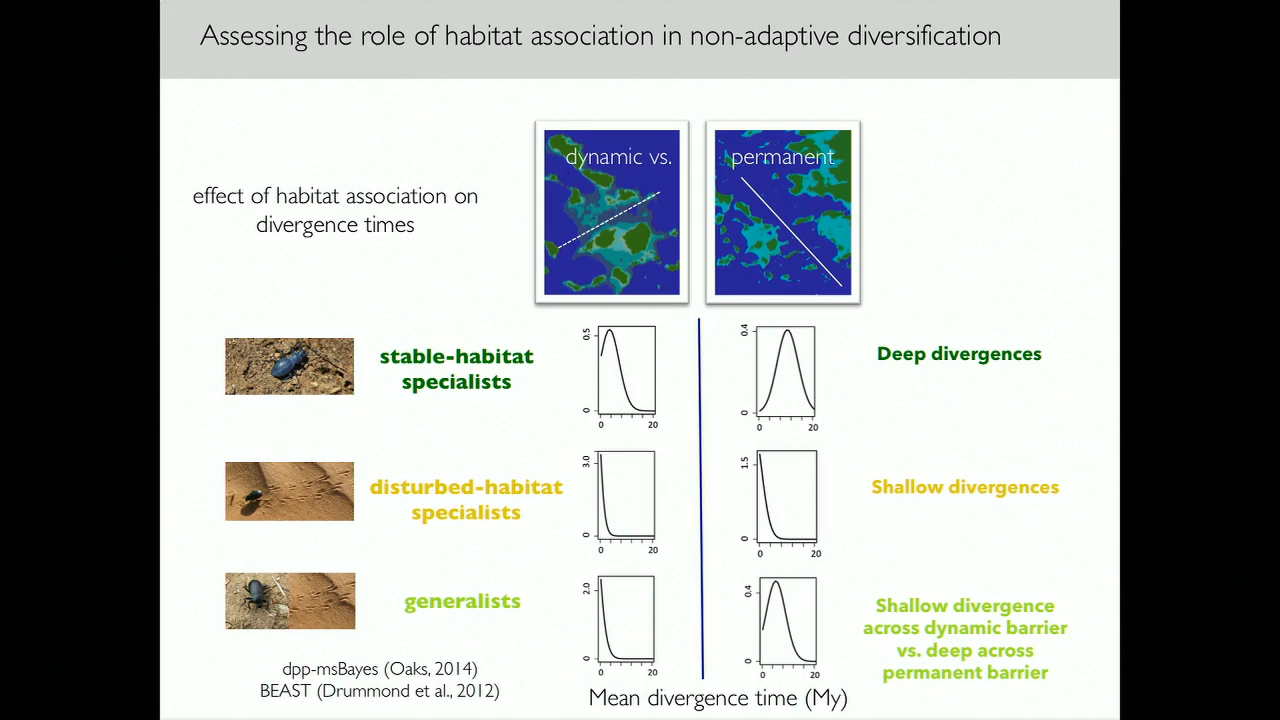 Assessing the role of habitat association in non-adaptive diversification
dynamic vs.
permanent
effect of habitat association on
divergence times
stable-habitat
specialists
0.5
0
0 20
0.4
0
0 20
Deep divergences
disturbed-habitat
specialists
3.0
0
0 20
1.5
0
0 20
Shallow divergences
generalists
2.0
0
0 20
0.4
0
0 20
Shallow divergence
across dynamic barrier
vs. deep across
permanent barrier
dpp-msBayes (Oaks, 2014)
BEAST (Drummond et al., 2012)
Mean divergence time (My)